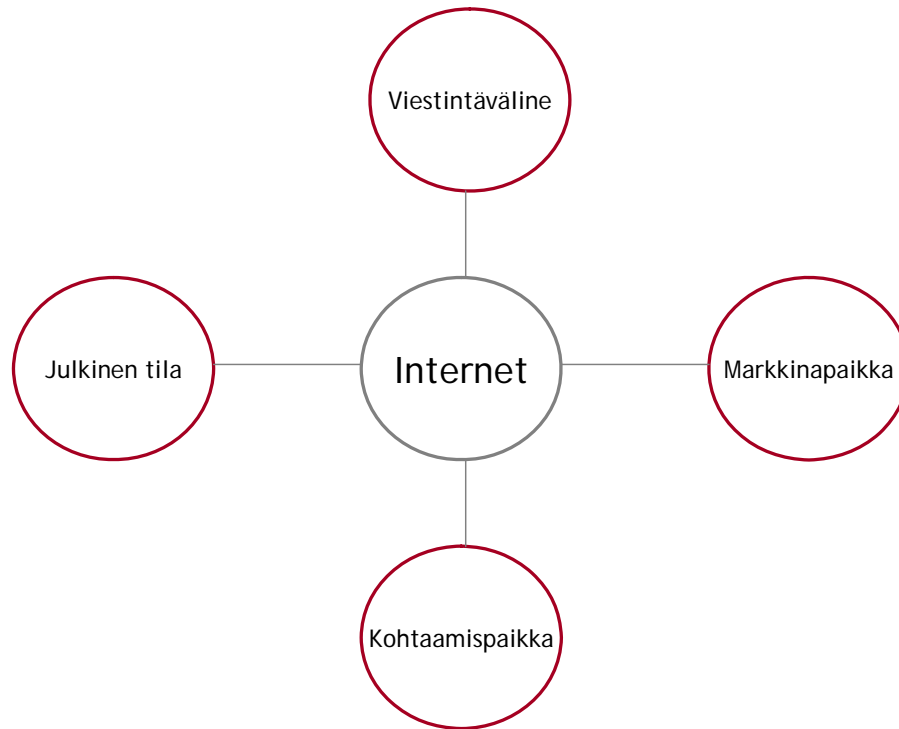 Viestintäväline
Julkinen tila
Internet
Markkinapaikka
Kohtaamispaikka